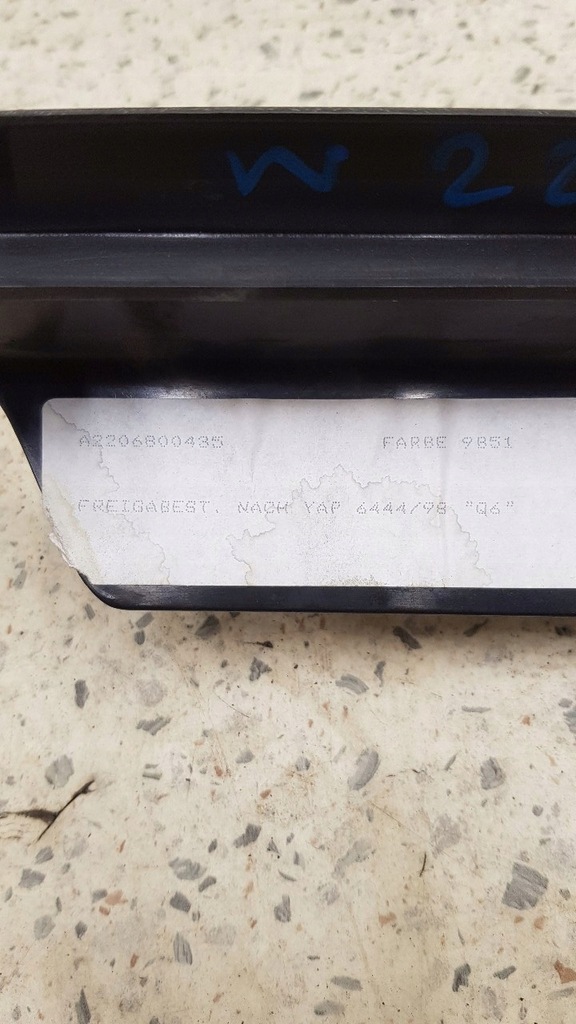 W 22
A2206800435 FARBE 9B51
FREIGABEST. NACH YAP 6444/98 "Q6"